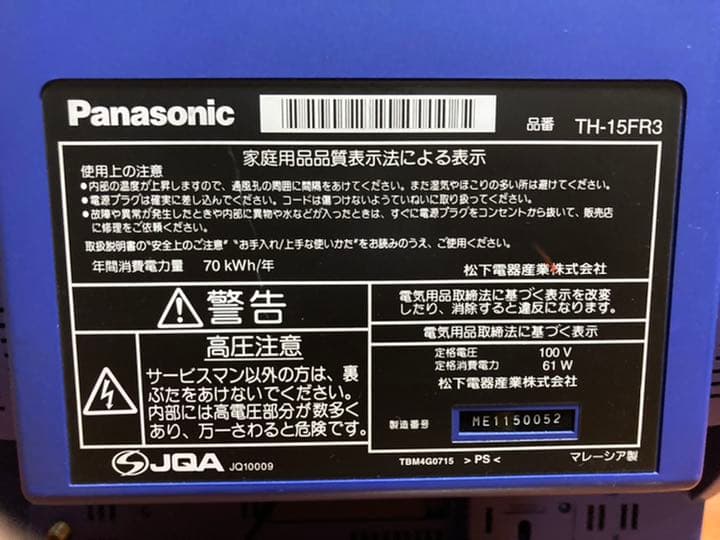 Panasonic
品番 TH-15FR3
家庭用品品質表示法による表示
使用上の注意
●内部の温度が上昇しますので、通風孔の周囲に間隔をあけてください。また湿気やほこりの多い所は避けてください。
●電源プラグは確実に差し込んでください。コードは傷つけないようていねいに取り扱ってください。
●故障や異常が発生したときや内部に異物や水などが入ったときは、すぐに電源プラグをコンセントから抜いて、販売店
に修理をご依頼ください。
取扱説明書の"安全上のご注意" "お手入れ/上手な使いかた"をお読みのうえ、ご使用ください。
年間消費電力量 70 kWh/年
松下電器産業株式会社
警告
高圧注意
サービスマン以外の方は、裏
ぶたをあけないでください。
内部には高電圧部分が数多く
あり、万一さわると危険です。
電気用品取締法に基づく表示を改変
したり、消除すると違反になります。
電気用品取締法に基づく表示
定格電圧 100 V
定格消費電力 61 W
松下電器産業株式会社
製造番号 ME1150052
JQA JQ10009
TBM4G0715 > PS < マレーシア製